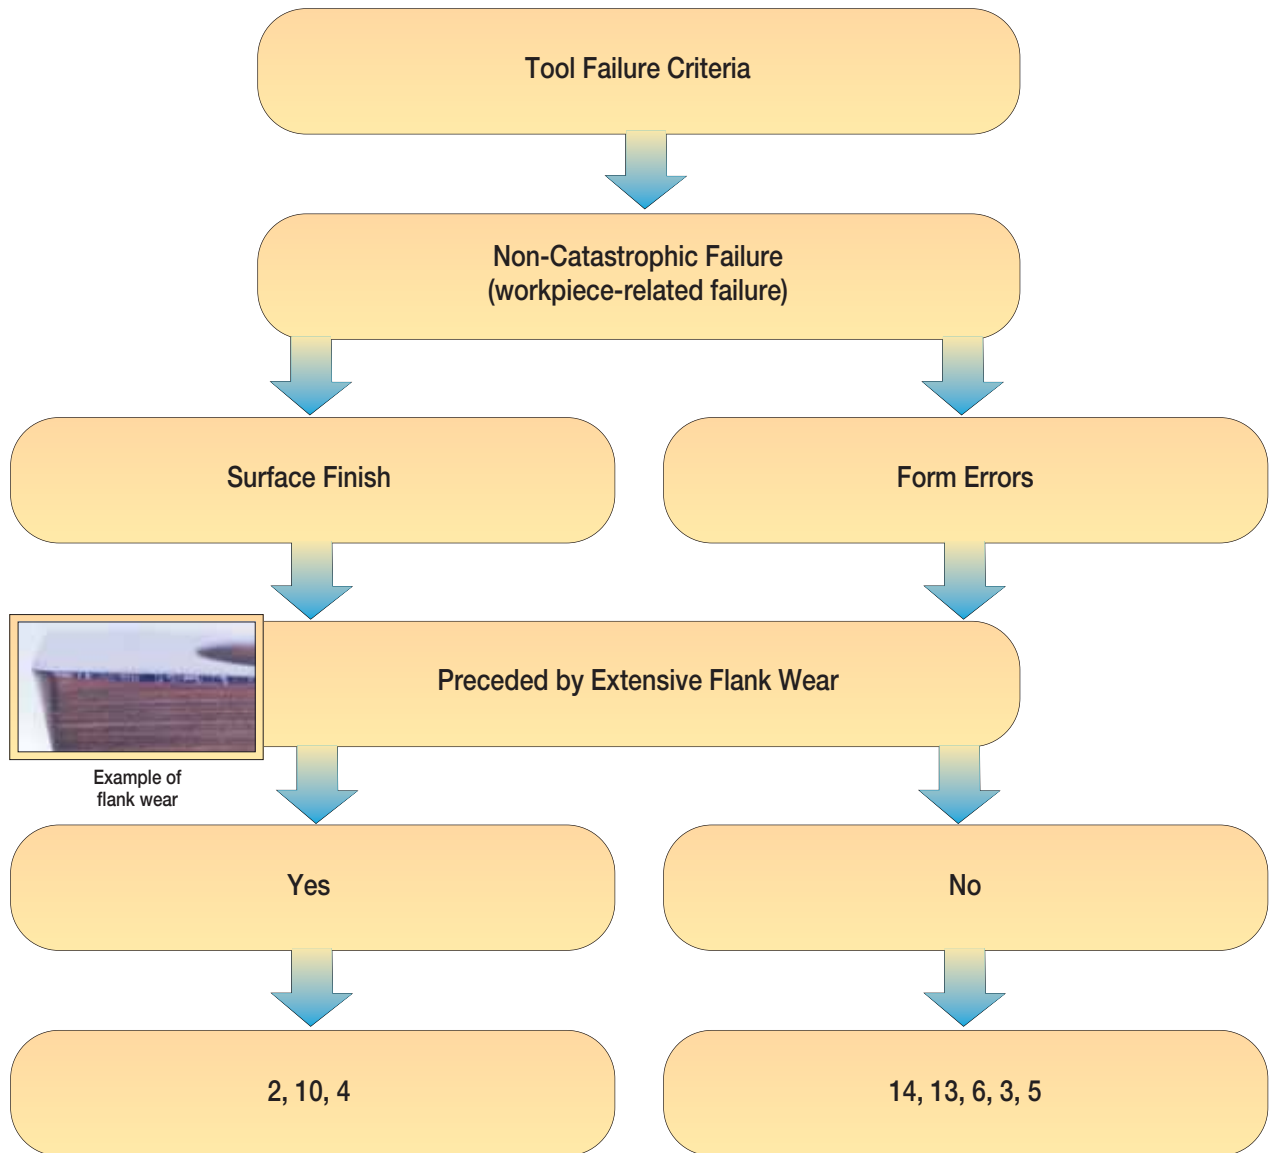 Tool Failure Criteria
Non-Catastrophic Failure
(workpiece-related failure)
Surface Finish
Form Errors
Preceded by Extensive Flank Wear
Example of
flank wear
Yes
No
2, 10, 4
14, 13, 6, 3, 5